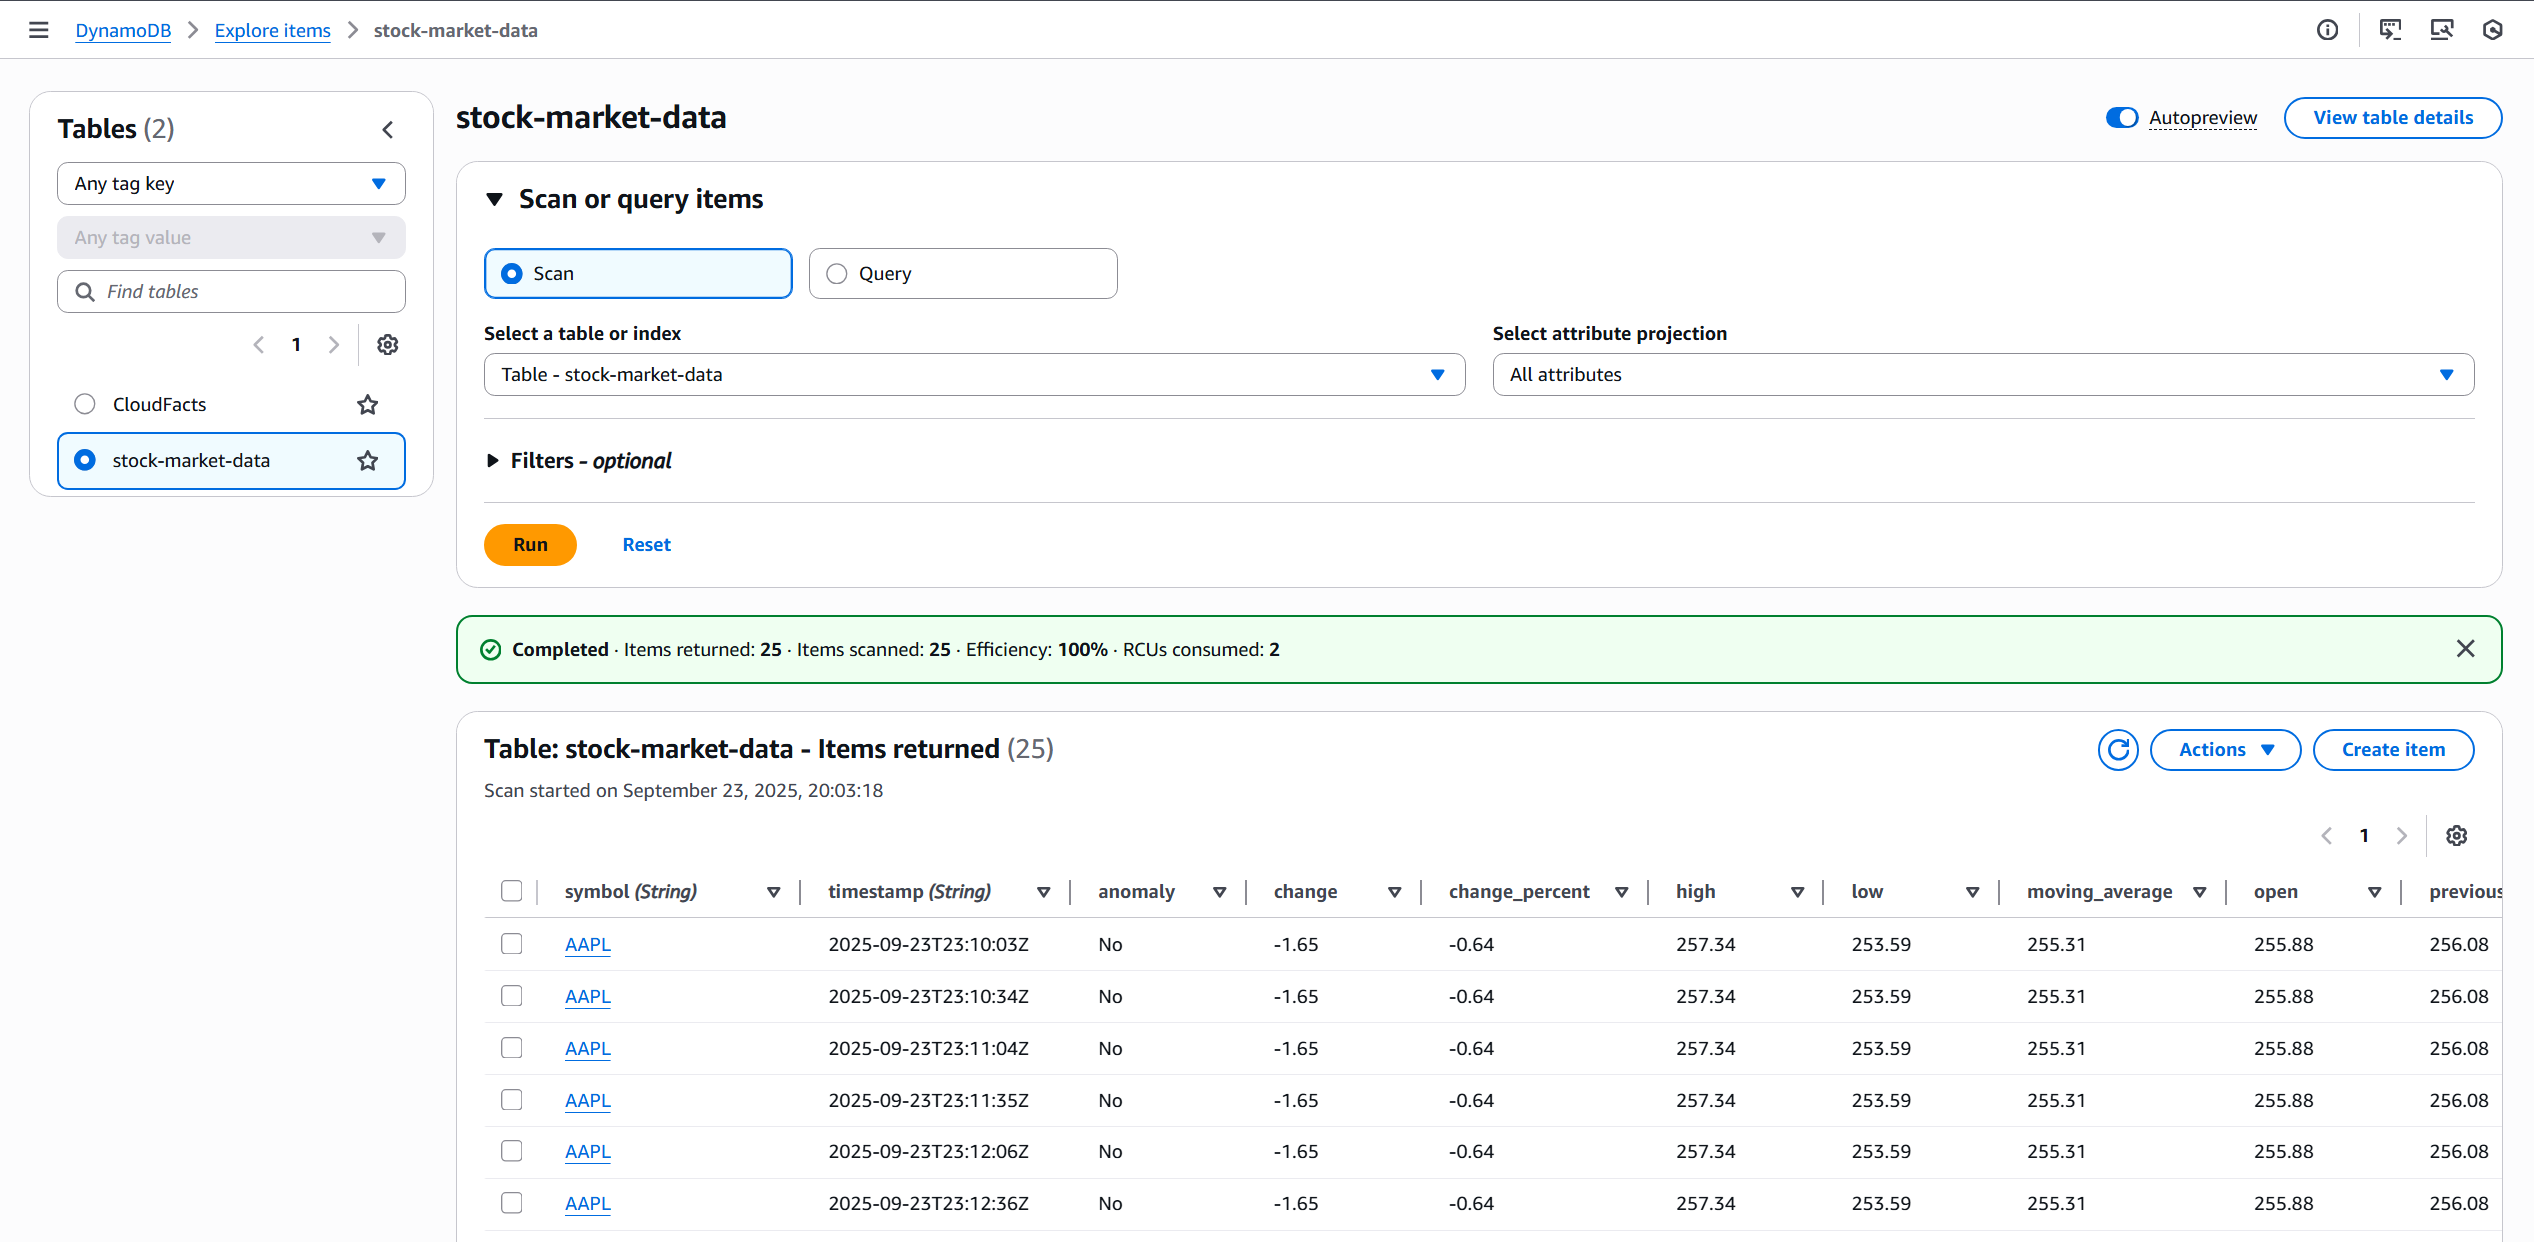 DynamoDB > Explore items > stock-market-data
Tables (2)
Any tag key
Any tag value
Find tables
1
CloudFacts
stock-market-data
stock-market-data
Autopreview
View table details
Scan or query items
Scan
Query
Select a table or index
Select attribute projection
Table - stock-market-data
All attributes
Filters - optional
Run
Reset
Completed · Items returned: 25 · Items scanned: 25 · Efficiency: 100% · RCUs consumed: 2
Table: stock-market-data - Items returned (25)
Actions
Create item
Scan started on September 23, 2025, 20:03:18
1
symbol (String) timestamp (String) anomaly change change_percent high low moving_average open previous
AAPL 2025-09-23T23:10:03Z No -1.65 -0.64 257.34 253.59 255.31 255.88 256.08
AAPL 2025-09-23T23:10:34Z No -1.65 -0.64 257.34 253.59 255.31 255.88 256.08
AAPL 2025-09-23T23:11:04Z No -1.65 -0.64 257.34 253.59 255.31 255.88 256.08
AAPL 2025-09-23T23:11:35Z No -1.65 -0.64 257.34 253.59 255.31 255.88 256.08
AAPL 2025-09-23T23:12:06Z No -1.65 -0.64 257.34 253.59 255.31 255.88 256.08
AAPL 2025-09-23T23:12:36Z No -1.65 -0.64 257.34 253.59 255.31 255.88 256.08